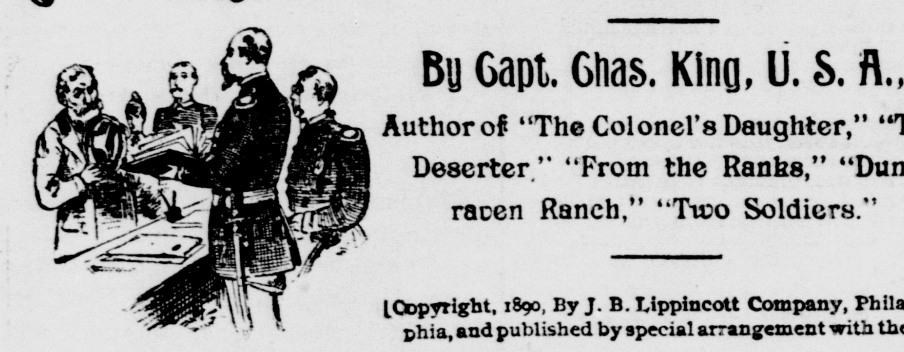 By Capt. Chas. King, U. S. A.,
Author of "The Colonel's Daughter," "T
Deserter," "From the Ranks," "Dun
raven Ranch," "Two Soldiers."
[Copyright, 1890, By J. B. Lippincott Company, Phila
phia, and published by special arrangement with the